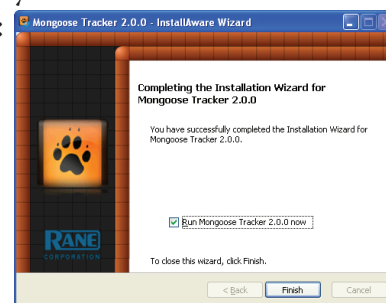 Mongoose Tracker 2.0.0 - InstallAware Wizard
Completing the Installation Wizard for
Mongoose Tracker 2.0.0
You have successfully completed the Installation Wizard for
Mongoose Tracker 2.0.0.
Run Mongoose Tracker 2.0.0 now
RANE
CORPORATION
To close this wizard, click Finish.
< Back
Finish
Cancel